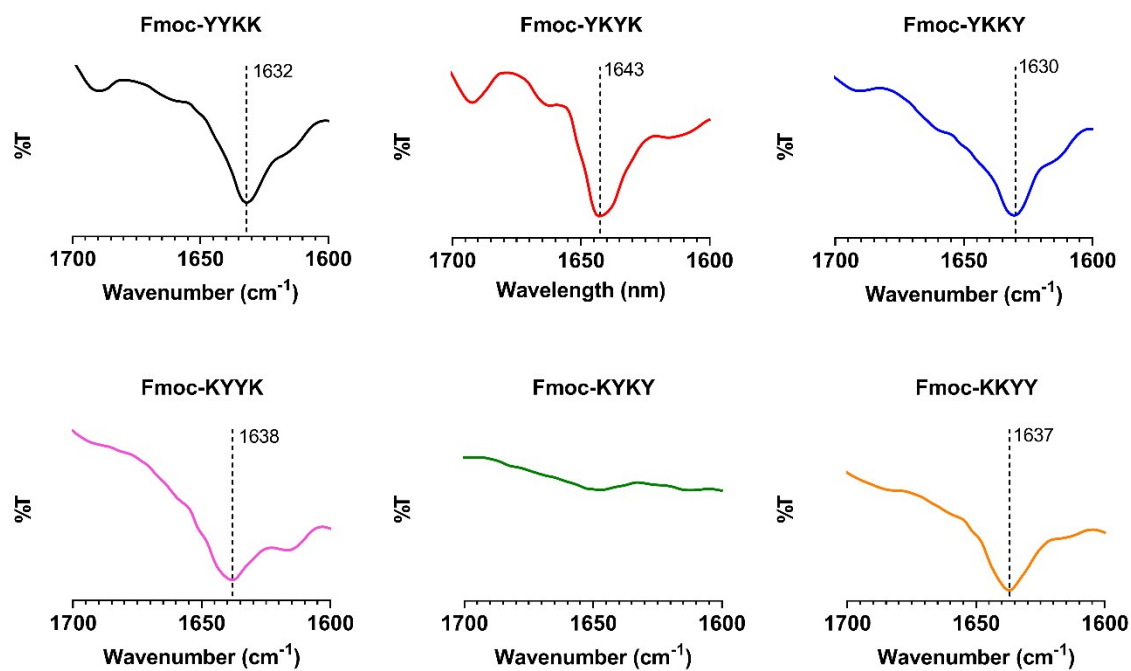 Fmoc-YYKK
1632
%T
1700 1650 1600
Wavenumber (cm-1)
Fmoc-YKYK
1643
%T
1700 1650 1600
Wavelength (nm)
Fmoc-YKKY
1630
%T
1700 1650 1600
Wavenumber (cm-1)
Fmoc-KYYK
1638
%T
1700 1650 1600
Wavenumber (cm-1)
Fmoc-KYKY
%T
1700 1650 1600
Wavenumber (cm-1)
Fmoc-KKYY
1637
%T
1700 1650 1600
Wavenumber (cm-1)